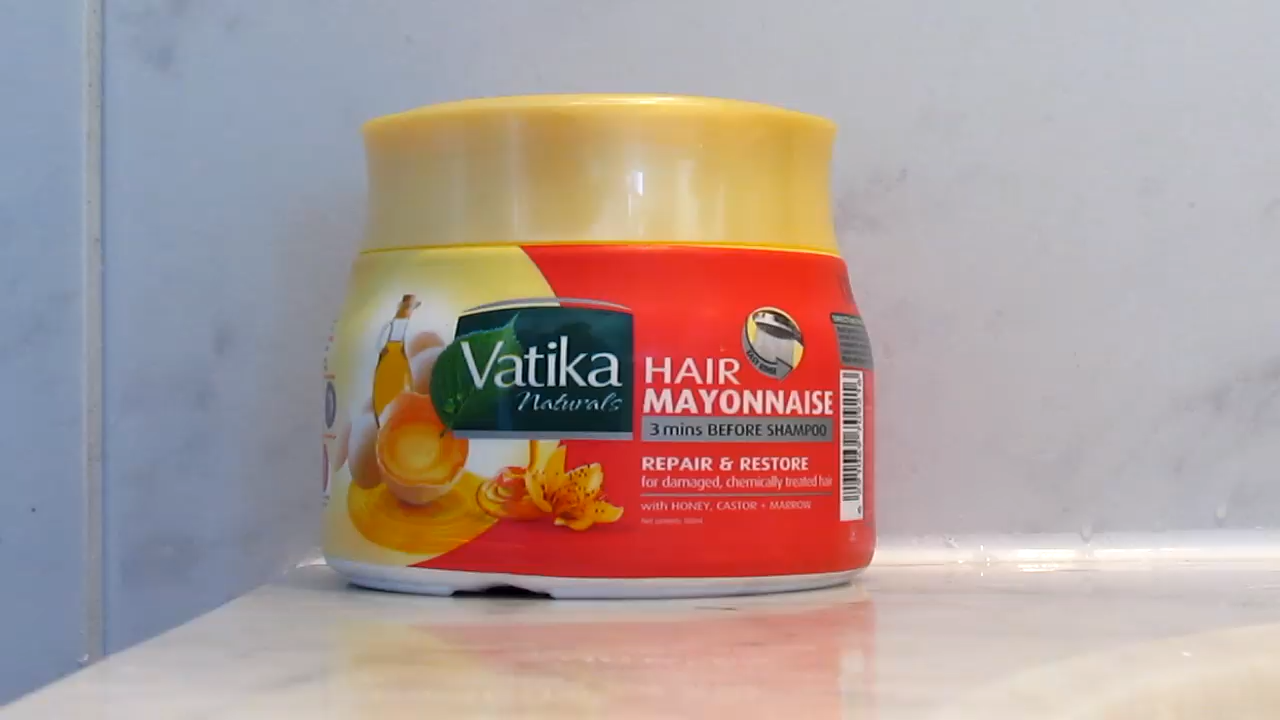 Vatika
Naturals
HAIR
MAYONNAISE
3 mins BEFORE SHAMPOO
REPAIR & RESTORE
for damaged, chemically treated hair
with HONEY, CASTOR + MARROW